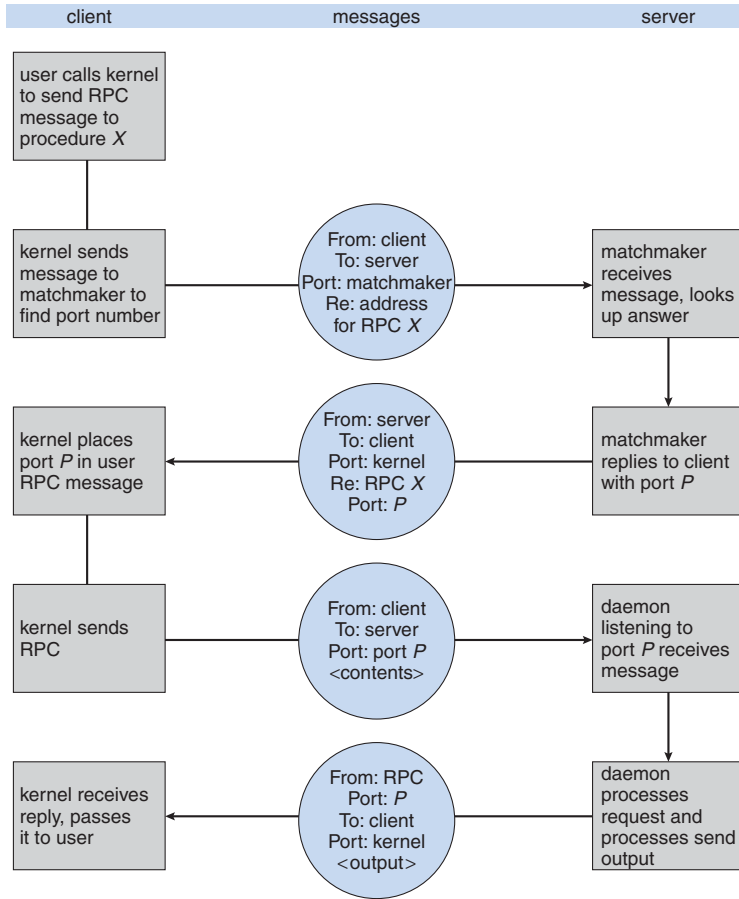 client messages server
user calls kernel
to send RPC
message to
procedure X
kernel sends
message to
matchmaker to
find port number
From: client
To: server
Port: matchmaker
Re: address
for RPC X
matchmaker
receives
message, looks
up answer
kernel places
port P in user
RPC message
From: server
To: client
Port: kernel
Re: RPC X
Port: P
matchmaker
replies to client
with port P
kernel sends
RPC
From: client
To: server
Port: port P
<contents>
daemon
listening to
port P receives
message
kernel receives
reply, passes
it to user
From: RPC
Port: P
To: client
Port: kernel
<output>
daemon
processes
request and
processes send
output